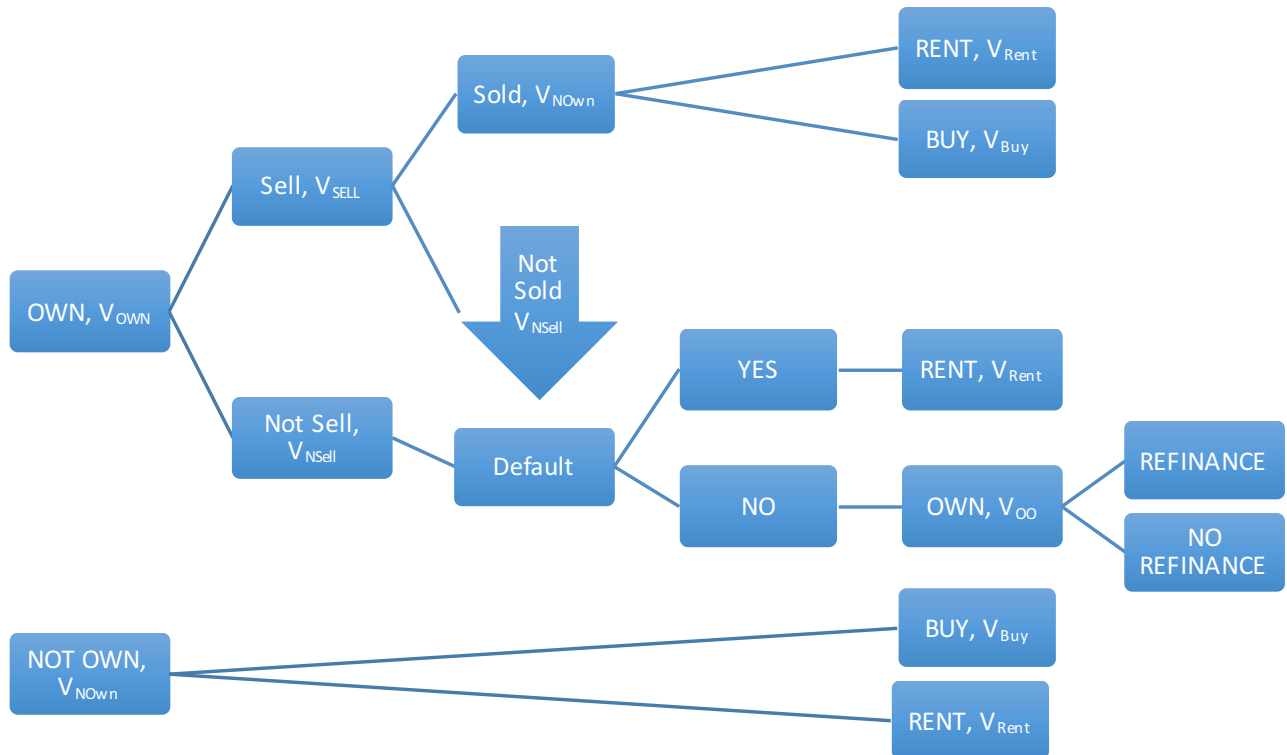 RENT, VRent
Sold, VNOwn
BUY, VBuy
Sell, VSELL
Not
Sold
VNSell
OWN, VOWN
YES
RENT, VRent
Not Sell,
VNSell
Default
REFINANCE
NO
OWN, VOO
NO
REFINANCE
BUY, VBuy
NOT OWN,
VNOwn
RENT, VRent